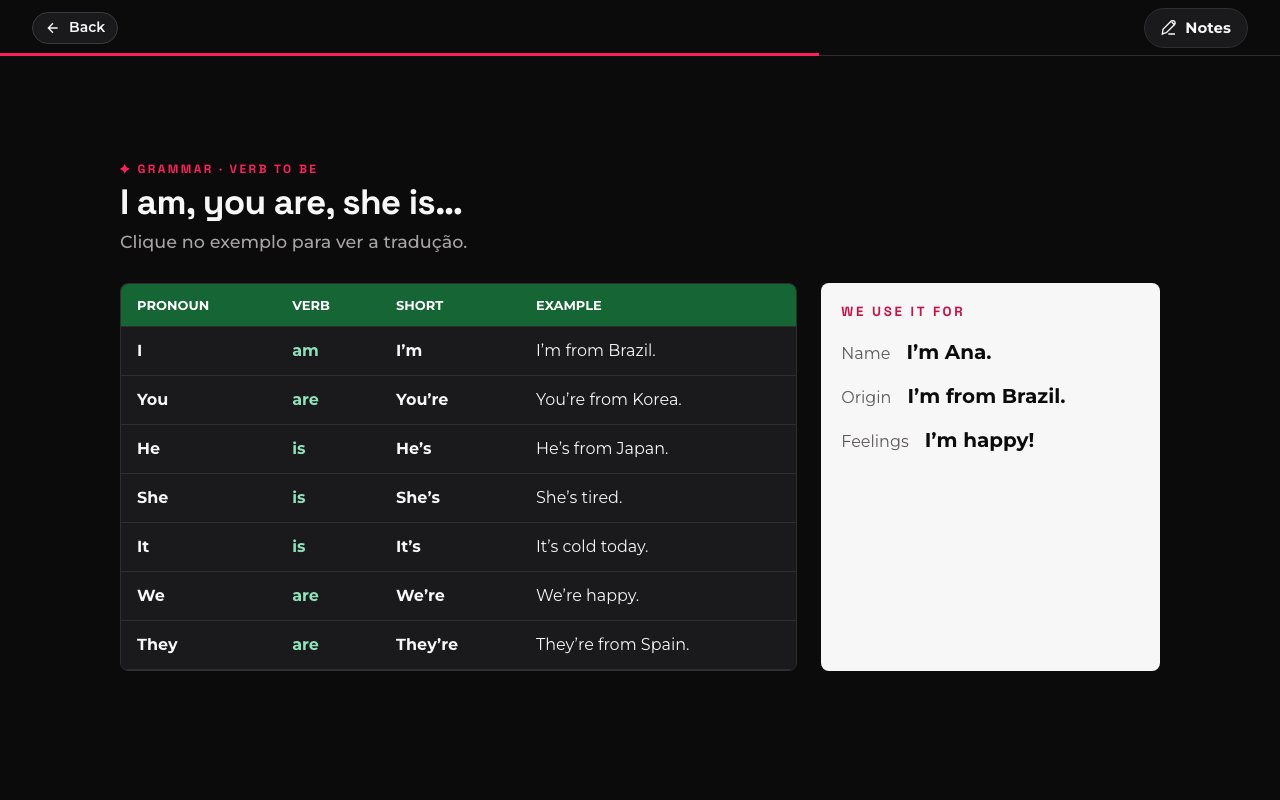 Back
Notes
GRAMMAR · VERB TO BE
I am, you are, she is...
Clique no exemplo para ver a tradução.
PRONOUN VERB SHORT EXAMPLE
I am I’m I’m from Brazil.
You are You’re You’re from Korea.
He is He’s He’s from Japan.
She is She’s She’s tired.
It is It’s It’s cold today.
We are We’re We’re happy.
They are They’re They’re from Spain.
WE USE IT FOR
Name I’m Ana.
Origin I’m from Brazil.
Feelings I’m happy!